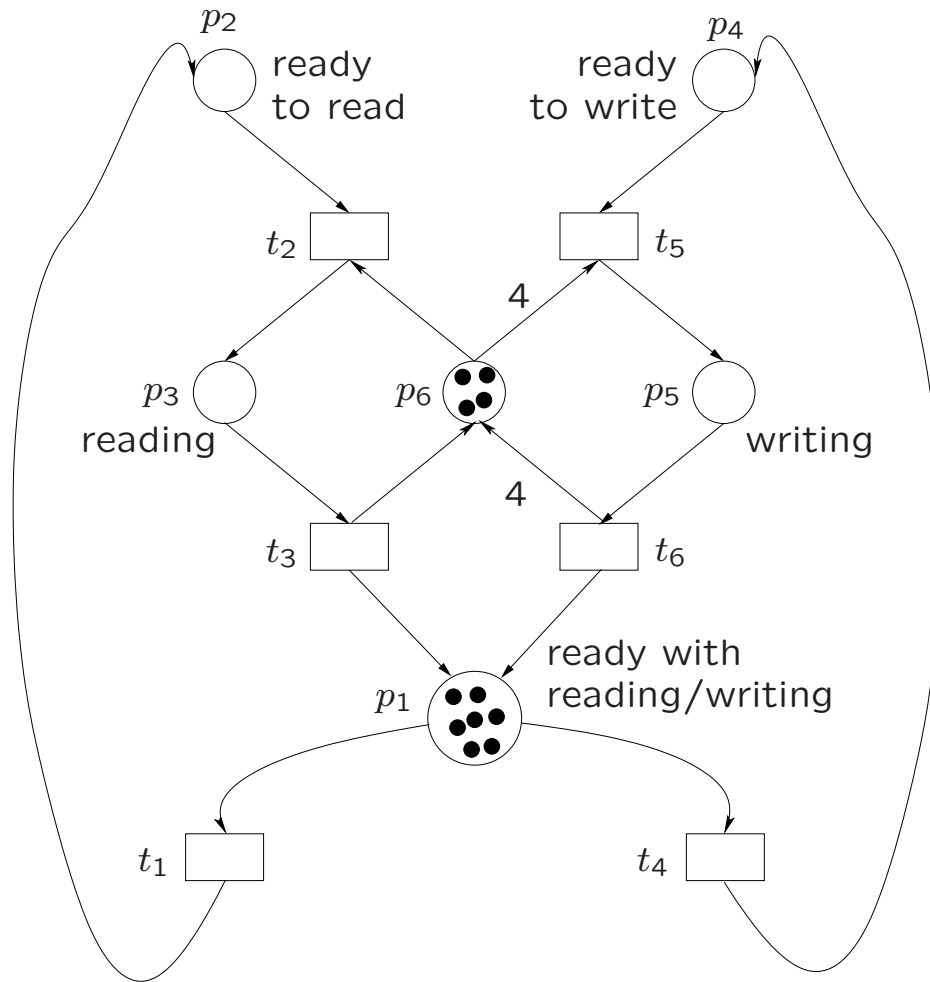 p2
p4
ready
to read
ready
to write
t2
t5
4
p3
p6
p5
reading
writing
4
t3
t6
ready with
reading/writing
p1
t1
t4